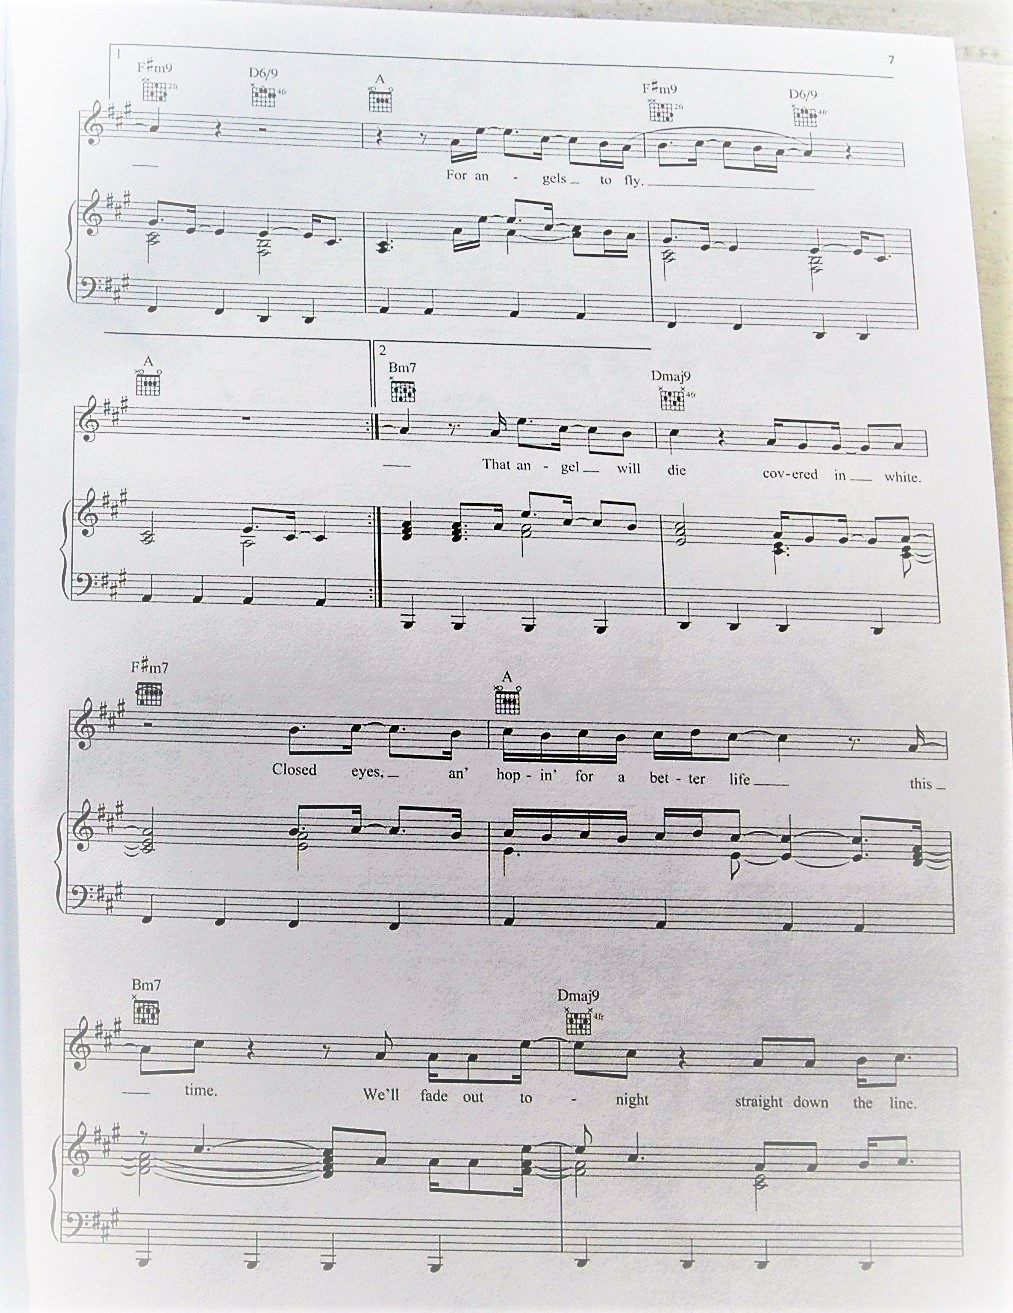 1
7
F#m9 D6/9 A F#m9 D6/9
2fr 4fr 2fr 4fr
For an - gels to fly.
A
2
Bm7 Dmaj9
4fr
That an - gel will die cov-ered in white.
F#m7 A
Closed eyes, an' hop - in' for a bet - ter life this
Bm7 Dmaj9
4fr
time. We'll fade out to - night straight down the line.